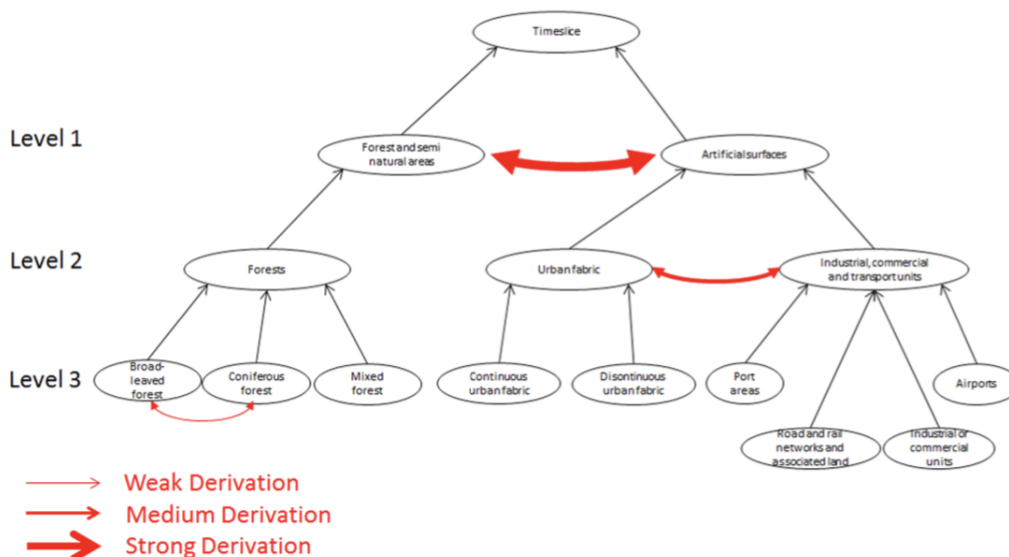 Timeslice
Level 1
Forest and semi
natural areas
Artificial surfaces
Level 2
Forests
Urban fabric
Industrial, commercial
and transport units
Level 3
Broad-
leaved
forest
Coniferous
forest
Mixed
forest
Continuous
urban fabric
Disontinuous
urban fabric
Port
areas
Airports
Road and rail
networks and
associated land
Industial or
commercial
units
Weak Derivation
Medium Derivation
Strong Derivation